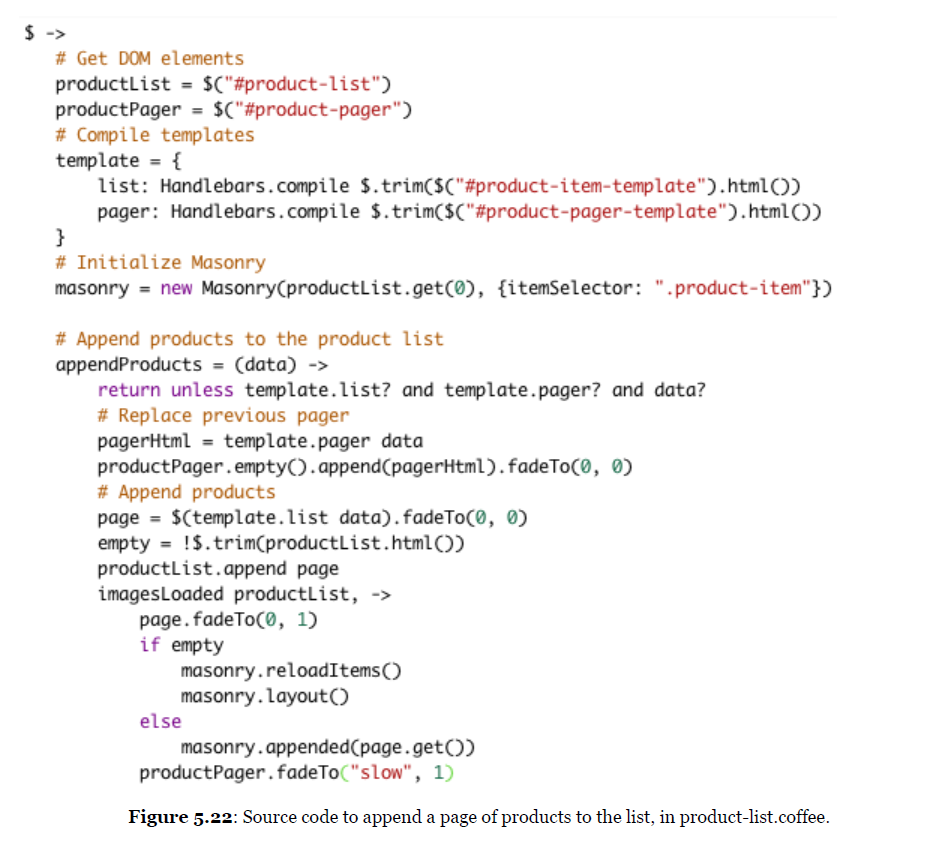 $ ->
    # Get DOM elements
    productList = $("#product-list")
    productPager = $("#product-pager")
    # Compile templates
    template = {
        list: Handlebars.compile $.trim($("#product-item-template").html())
        pager: Handlebars.compile $.trim($("#product-pager-template").html())
    }
    # Initialize Masonry
    masonry = new Masonry(productList.get(0), {itemSelector: ".product-item"})

    # Append products to the product list
    appendProducts = (data) ->
        return unless template.list? and template.pager? and data?
        # Replace previous pager
        pagerHtml = template.pager data
        productPager.empty().append(pagerHtml).fadeTo(0, 0)
        # Append products
        page = $(template.list data).fadeTo(0, 0)
        empty = !$.trim(productList.html())
        productList.append page
        imagesLoaded productList, ->
            page.fadeTo(0, 1)
            if empty
                masonry.reloadItems()
                masonry.layout()
            else
                masonry.appended(page.get())
            productPager.fadeTo("slow", 1)
Figure 5.22: Source code to append a page of products to the list, in product-list.coffee.